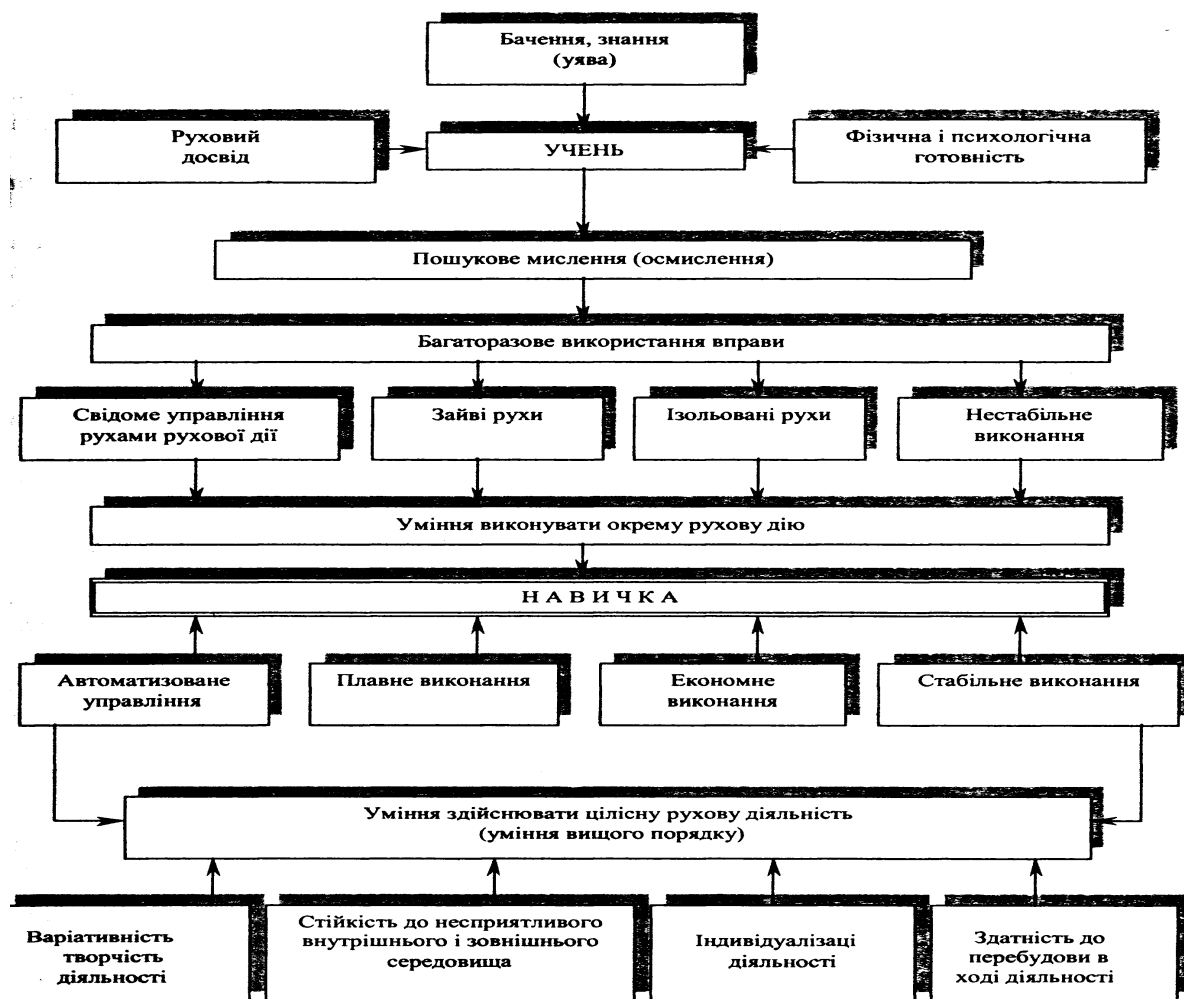 Бачення, знання
(уява)
Руховий
досвід
УЧЕНЬ
Фізична і психологічна
готовність
Пошукове мислення (осмислення)
Багаторазове використання вправи
Свідоме управління
рухами рухової дії
Зайві рухи
Ізольовані рухи
Нестабільне
виконання
Уміння виконувати окрему рухову дію
Н А В И Ч К А
Автоматизоване
управління
Плавне виконання
Економне
виконання
Стабільне виконання
Уміння здійснювати цілісну рухову діяльність
(уміння вищого порядку)
Варіативність
творчість
діяльності
Стійкість до несприятливого
внутрішнього і зовнішнього
середовища
Індивідуалізаці
діяльності
Здатність до
перебудови в
ході діяльності